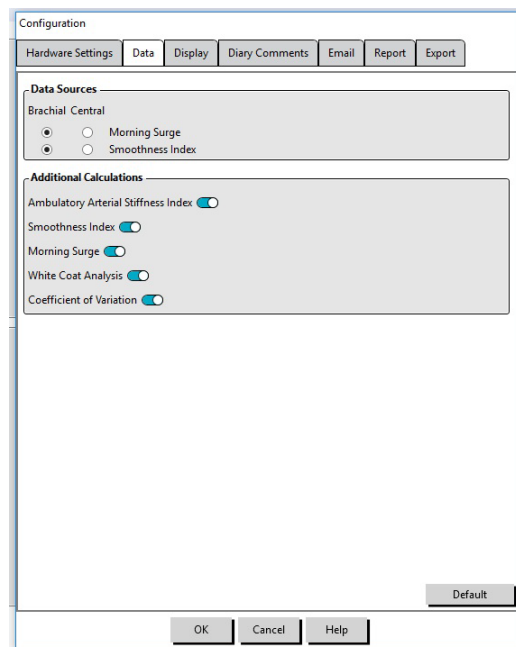 Configuration
Hardware Settings Data Display Diary Comments Email Report Export
Data Sources
Brachial Central
Morning Surge
Smoothness Index
Additional Calculations
Ambulatory Arterial Stiffness Index
Smoothness Index
Morning Surge
White Coat Analysis
Coefficient of Variation
Default
OK Cancel Help